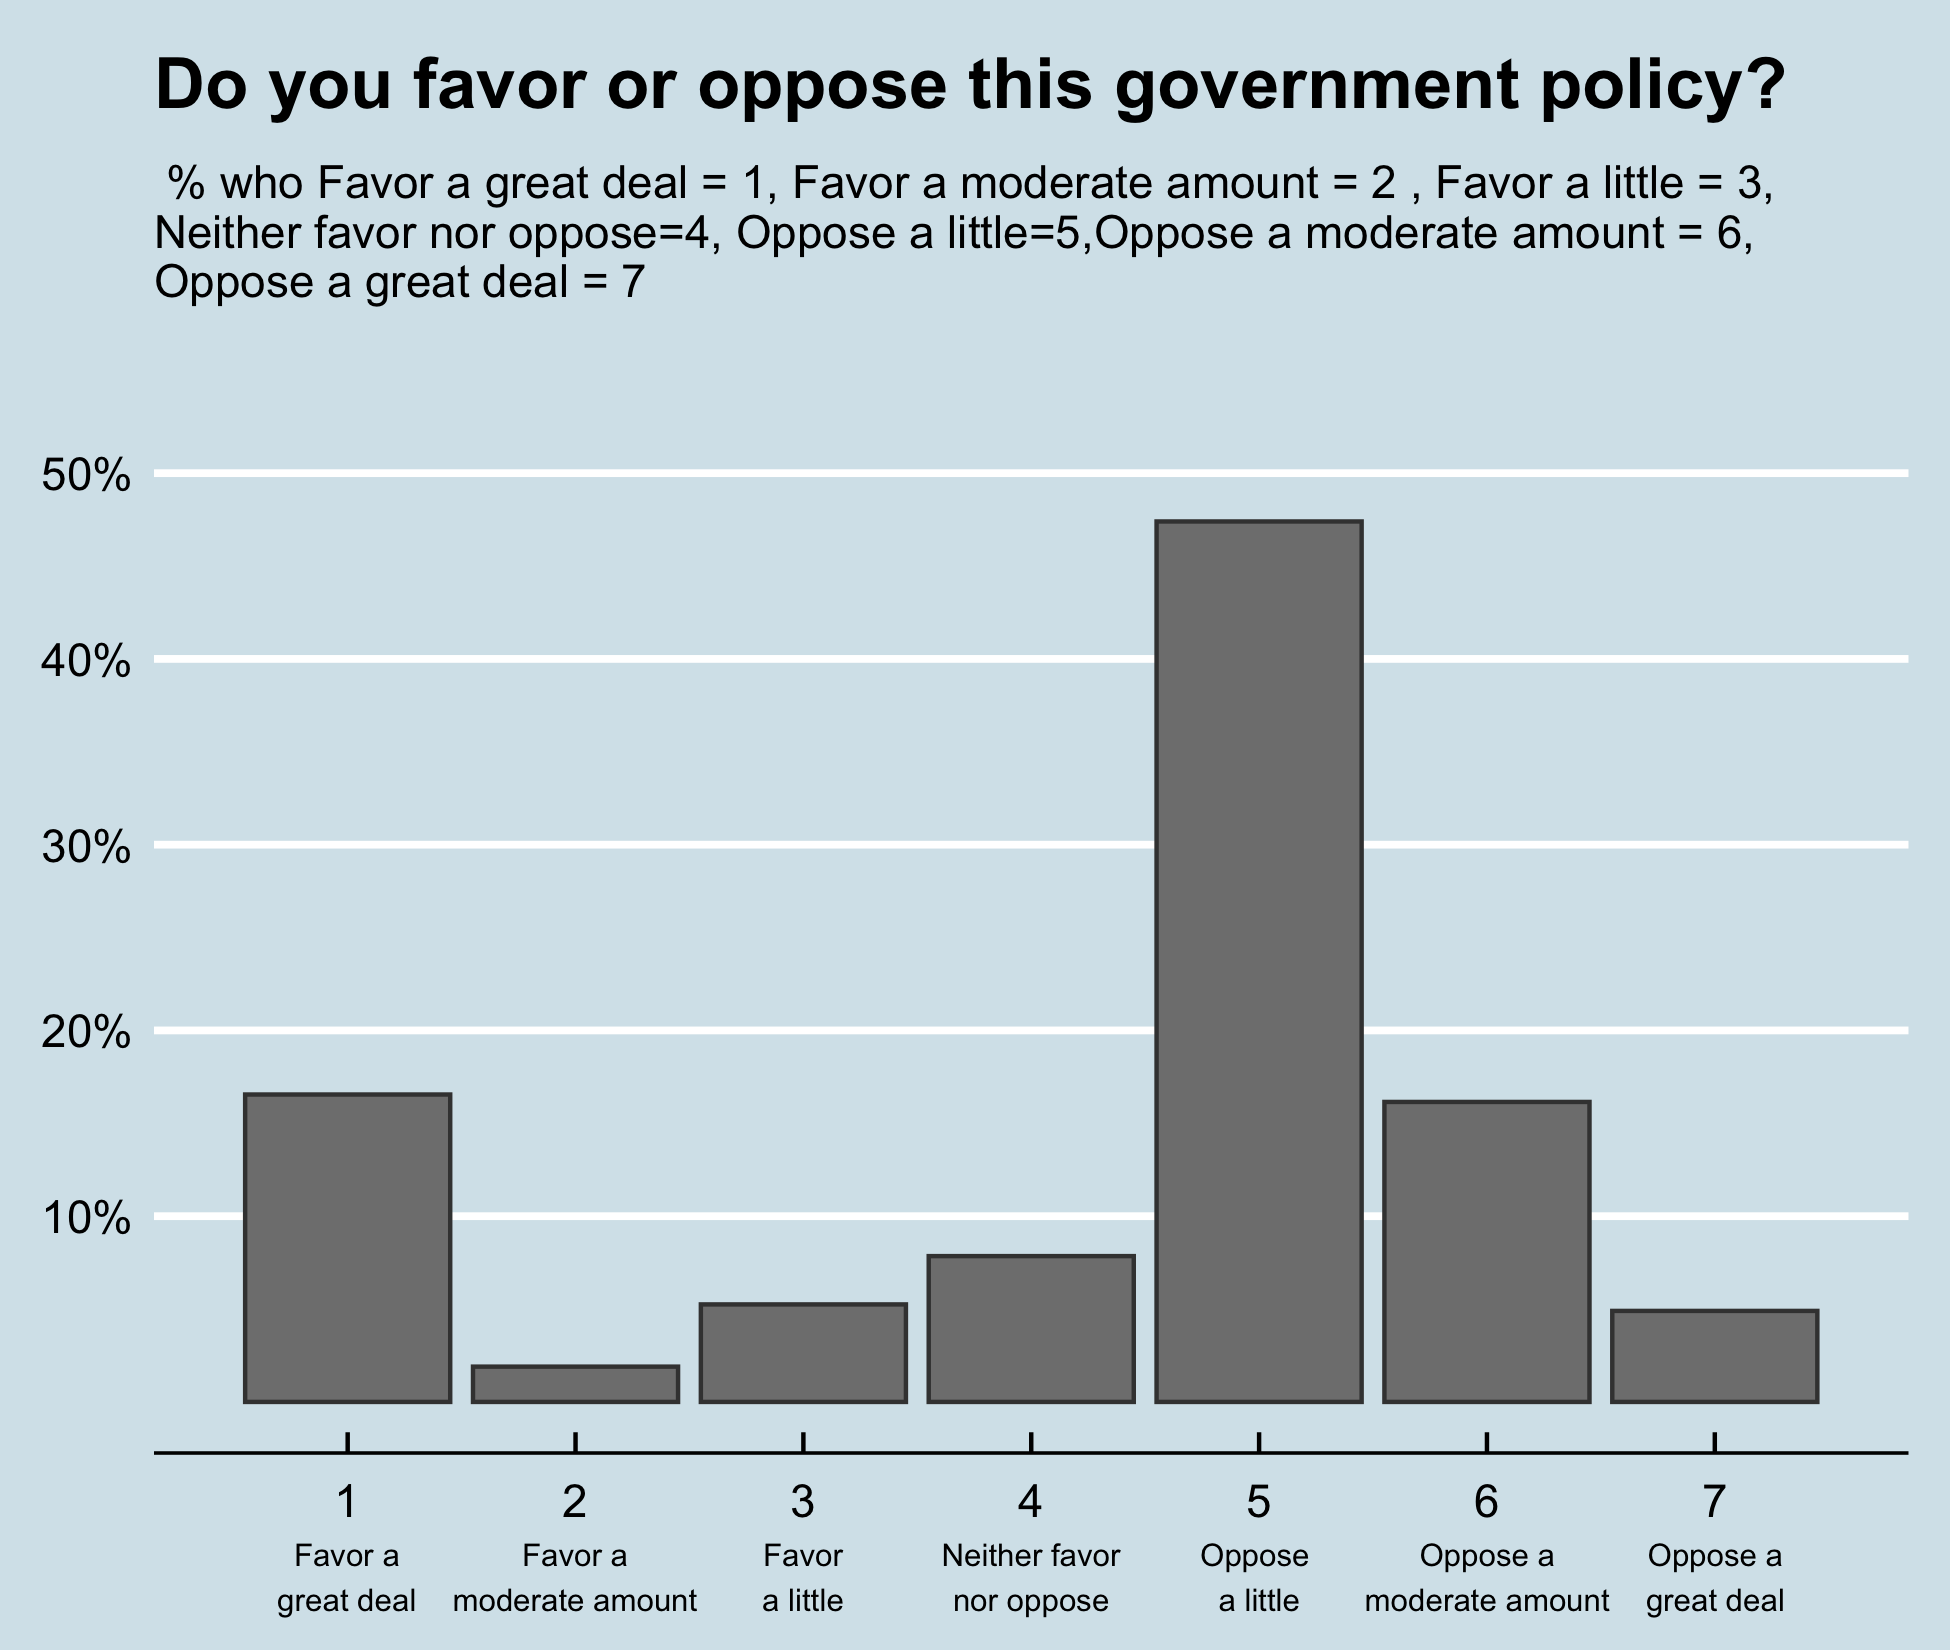 Do you favor or oppose this government policy?
% who Favor a great deal = 1, Favor a moderate amount = 2 , Favor a little = 3,
Neither favor nor oppose=4, Oppose a little=5,Oppose a moderate amount = 6,
Oppose a great deal = 7
50%
40%
30%
20%
10%
1 2 3 4 5 6 7
Favor a Favor a Favor Neither favor Oppose Oppose a Oppose a
great deal moderate amount a little nor oppose a little moderate amount great deal